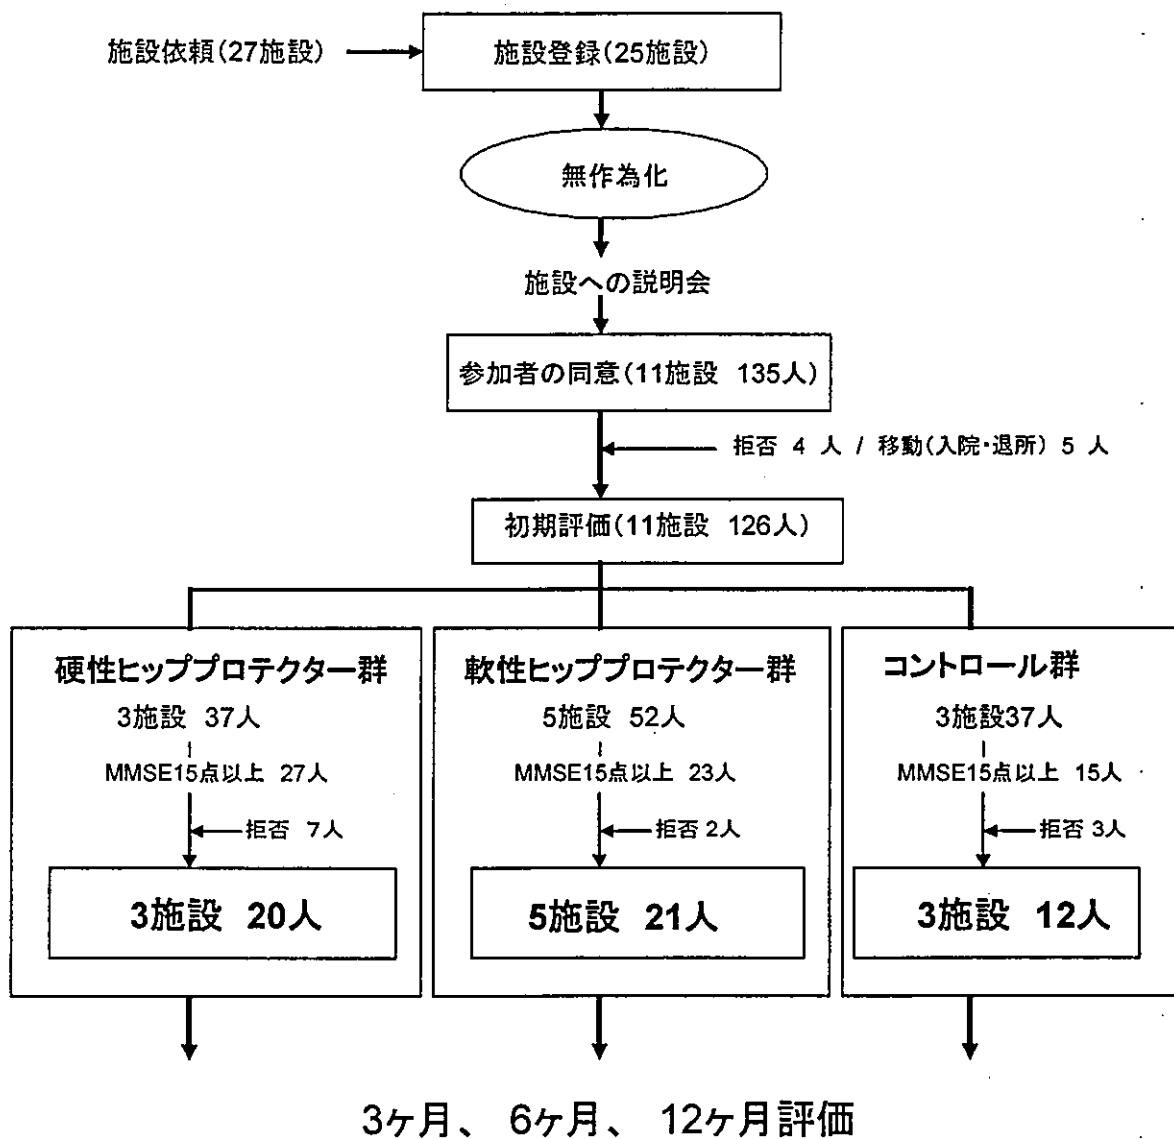 施設依頼(27施設)
施設登録(25施設)
無作為化
施設への説明会
参加者の同意(11施設 135人)
拒否 4 人 / 移動(入院・退所) 5 人
初期評価(11施設 126人)
硬性ヒッププロテクター群
3施設 37人
MMSE15点以上 27人
拒否 7人
3施設 20人
軟性ヒッププロテクター群
5施設 52人
MMSE15点以上 23人
拒否 2人
5施設 21人
コントロール群
3施設37人
MMSE15点以上 15人
拒否 3人
3施設 12人
3ヶ月、 6ヶ月、 12ヶ月評価